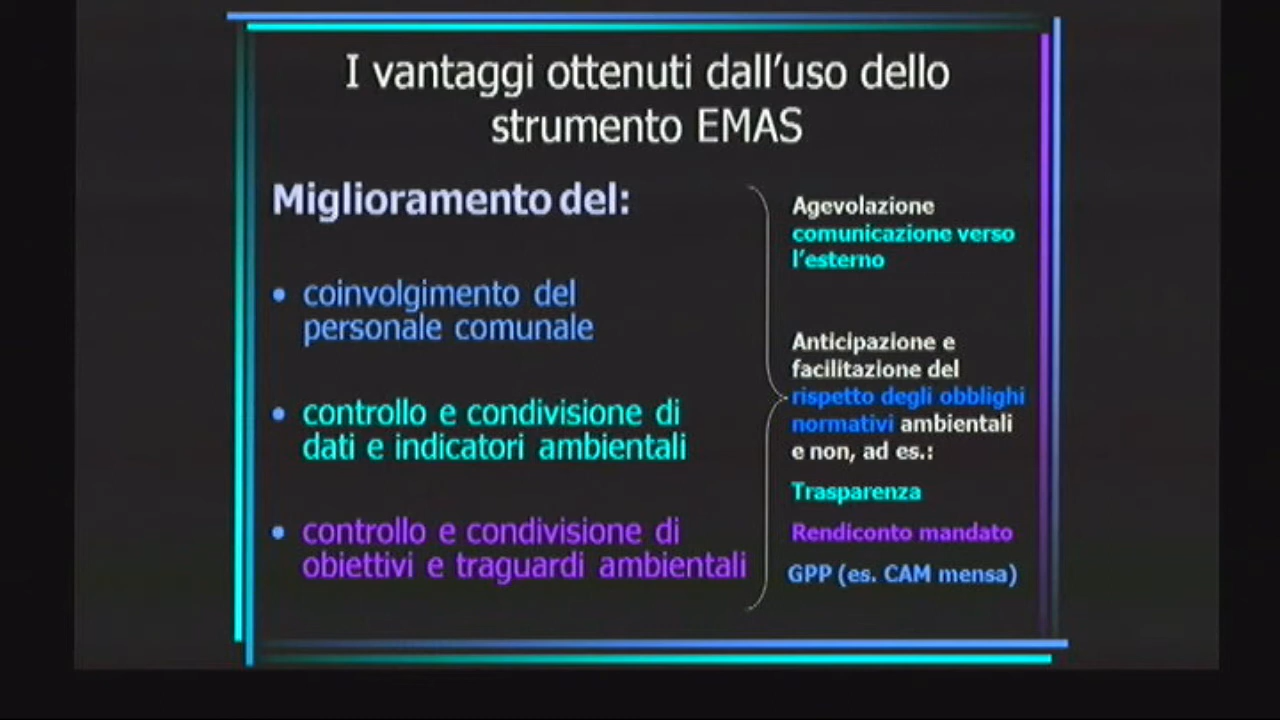 I vantaggi ottenuti dall'uso dello
strumento EMAS
Miglioramento del:
• coinvolgimento del
personale comunale
• controllo e condivisione di
dati e indicatori ambientali
• controllo e condivisione di
obiettivi e traguardi ambientali
Agevolazione
comunicazione verso
l'esterno
Anticipazione e
facilitazione del
rispetto degli obblighi
normativi ambientali
e non, ad es.:
Trasparenza
Rendiconto mandato
GPP (es. CAM mensa)